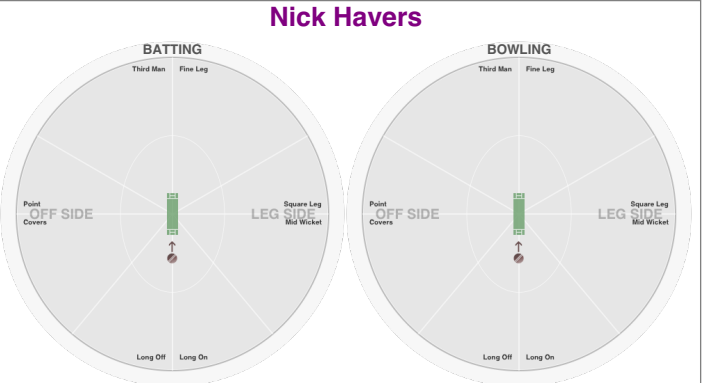 Nick Havers
BATTING
Third Man Fine Leg
Point
OFF SIDE
Covers
Square Leg
LEG SIDE
Mid Wicket
Long Off Long On
BOWLING
Third Man Fine Leg
Point
OFF SIDE
Covers
Square Leg
LEG SIDE
Mid Wicket
Long Off Long On